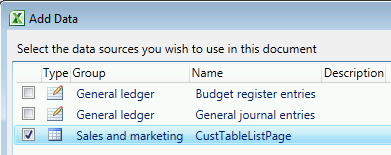 Add Data
Select the data sources you wish to use in this document
Type Group Name Description
General ledger Budget register entries
General ledger General journal entries
Sales and marketing CustTableListPage